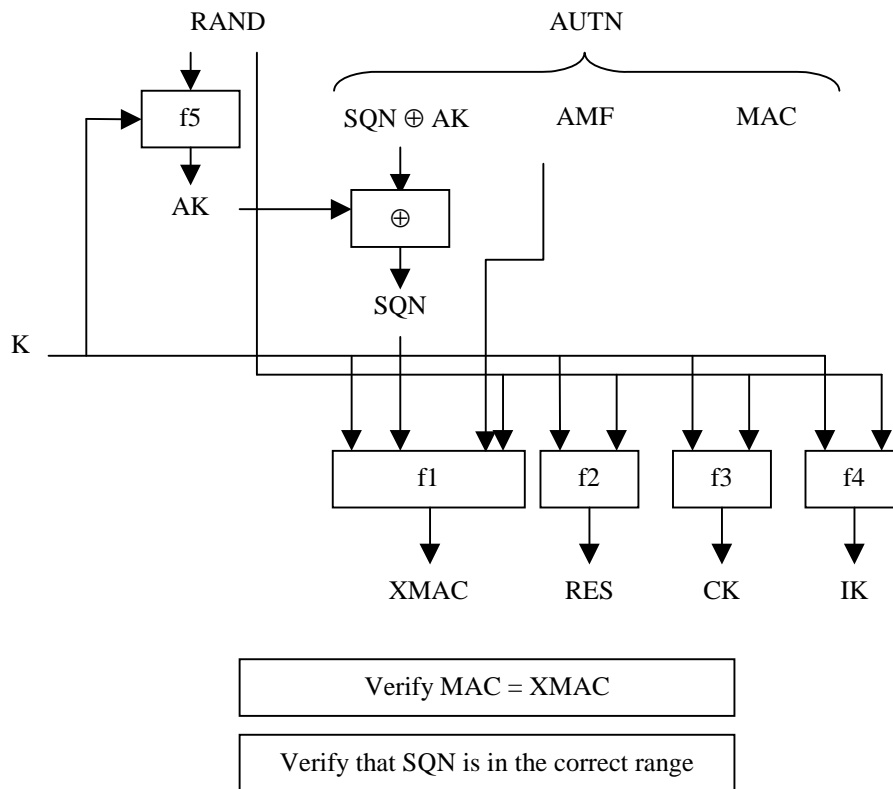 RAND AUTN
f5 SQN ⊕ AK AMF MAC
AK ⊕
SQN
K
f1 f2 f3 f4
XMAC RES CK IK
Verify MAC = XMAC
Verify that SQN is in the correct range